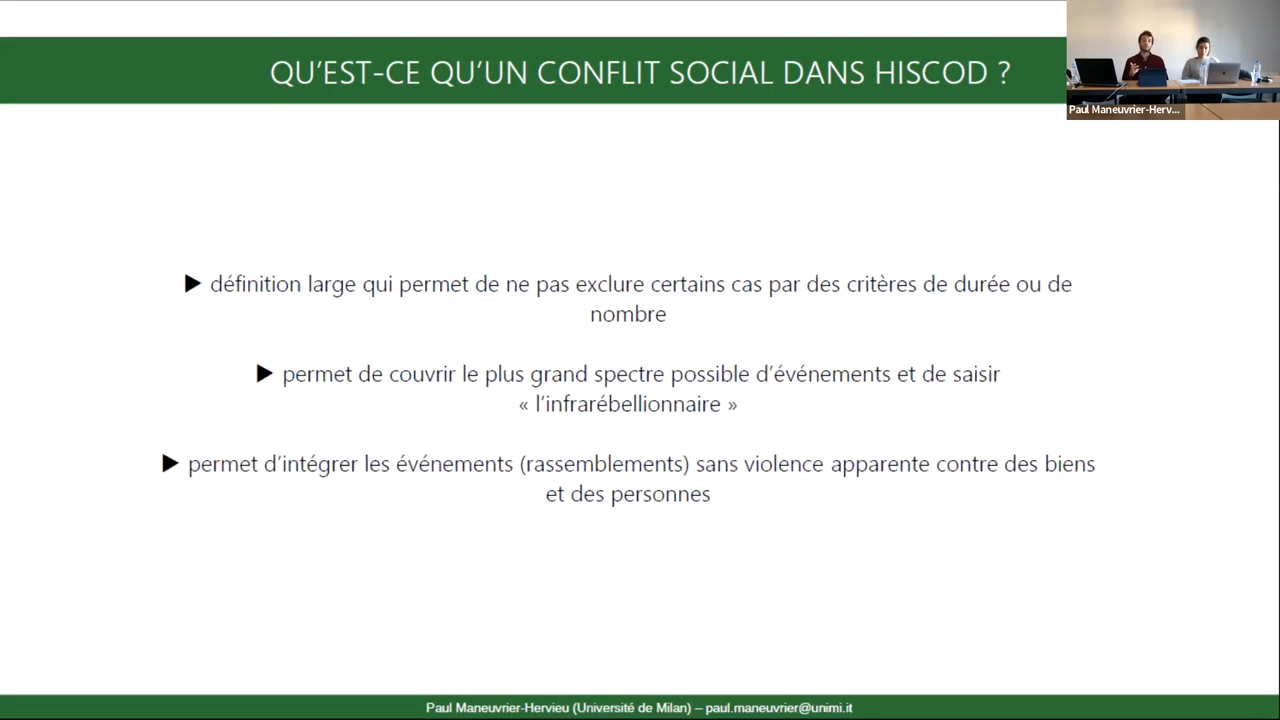 QU'EST-CE QU'UN CONFLIT SOCIAL DANS HISCOD ?
Paul Maneuvrier-Herv...
▶ définition large qui permet de ne pas exclure certains cas par des critères de durée ou de
nombre
▶ permet de couvrir le plus grand spectre possible d'événements et de saisir
« l'infrarébellionnaire »
▶ permet d'intégrer les événements (rassemblements) sans violence apparente contre des biens
et des personnes
Paul Maneuvrier-Hervieu (Université de Milan) – paul.maneuvrier@unimi.it